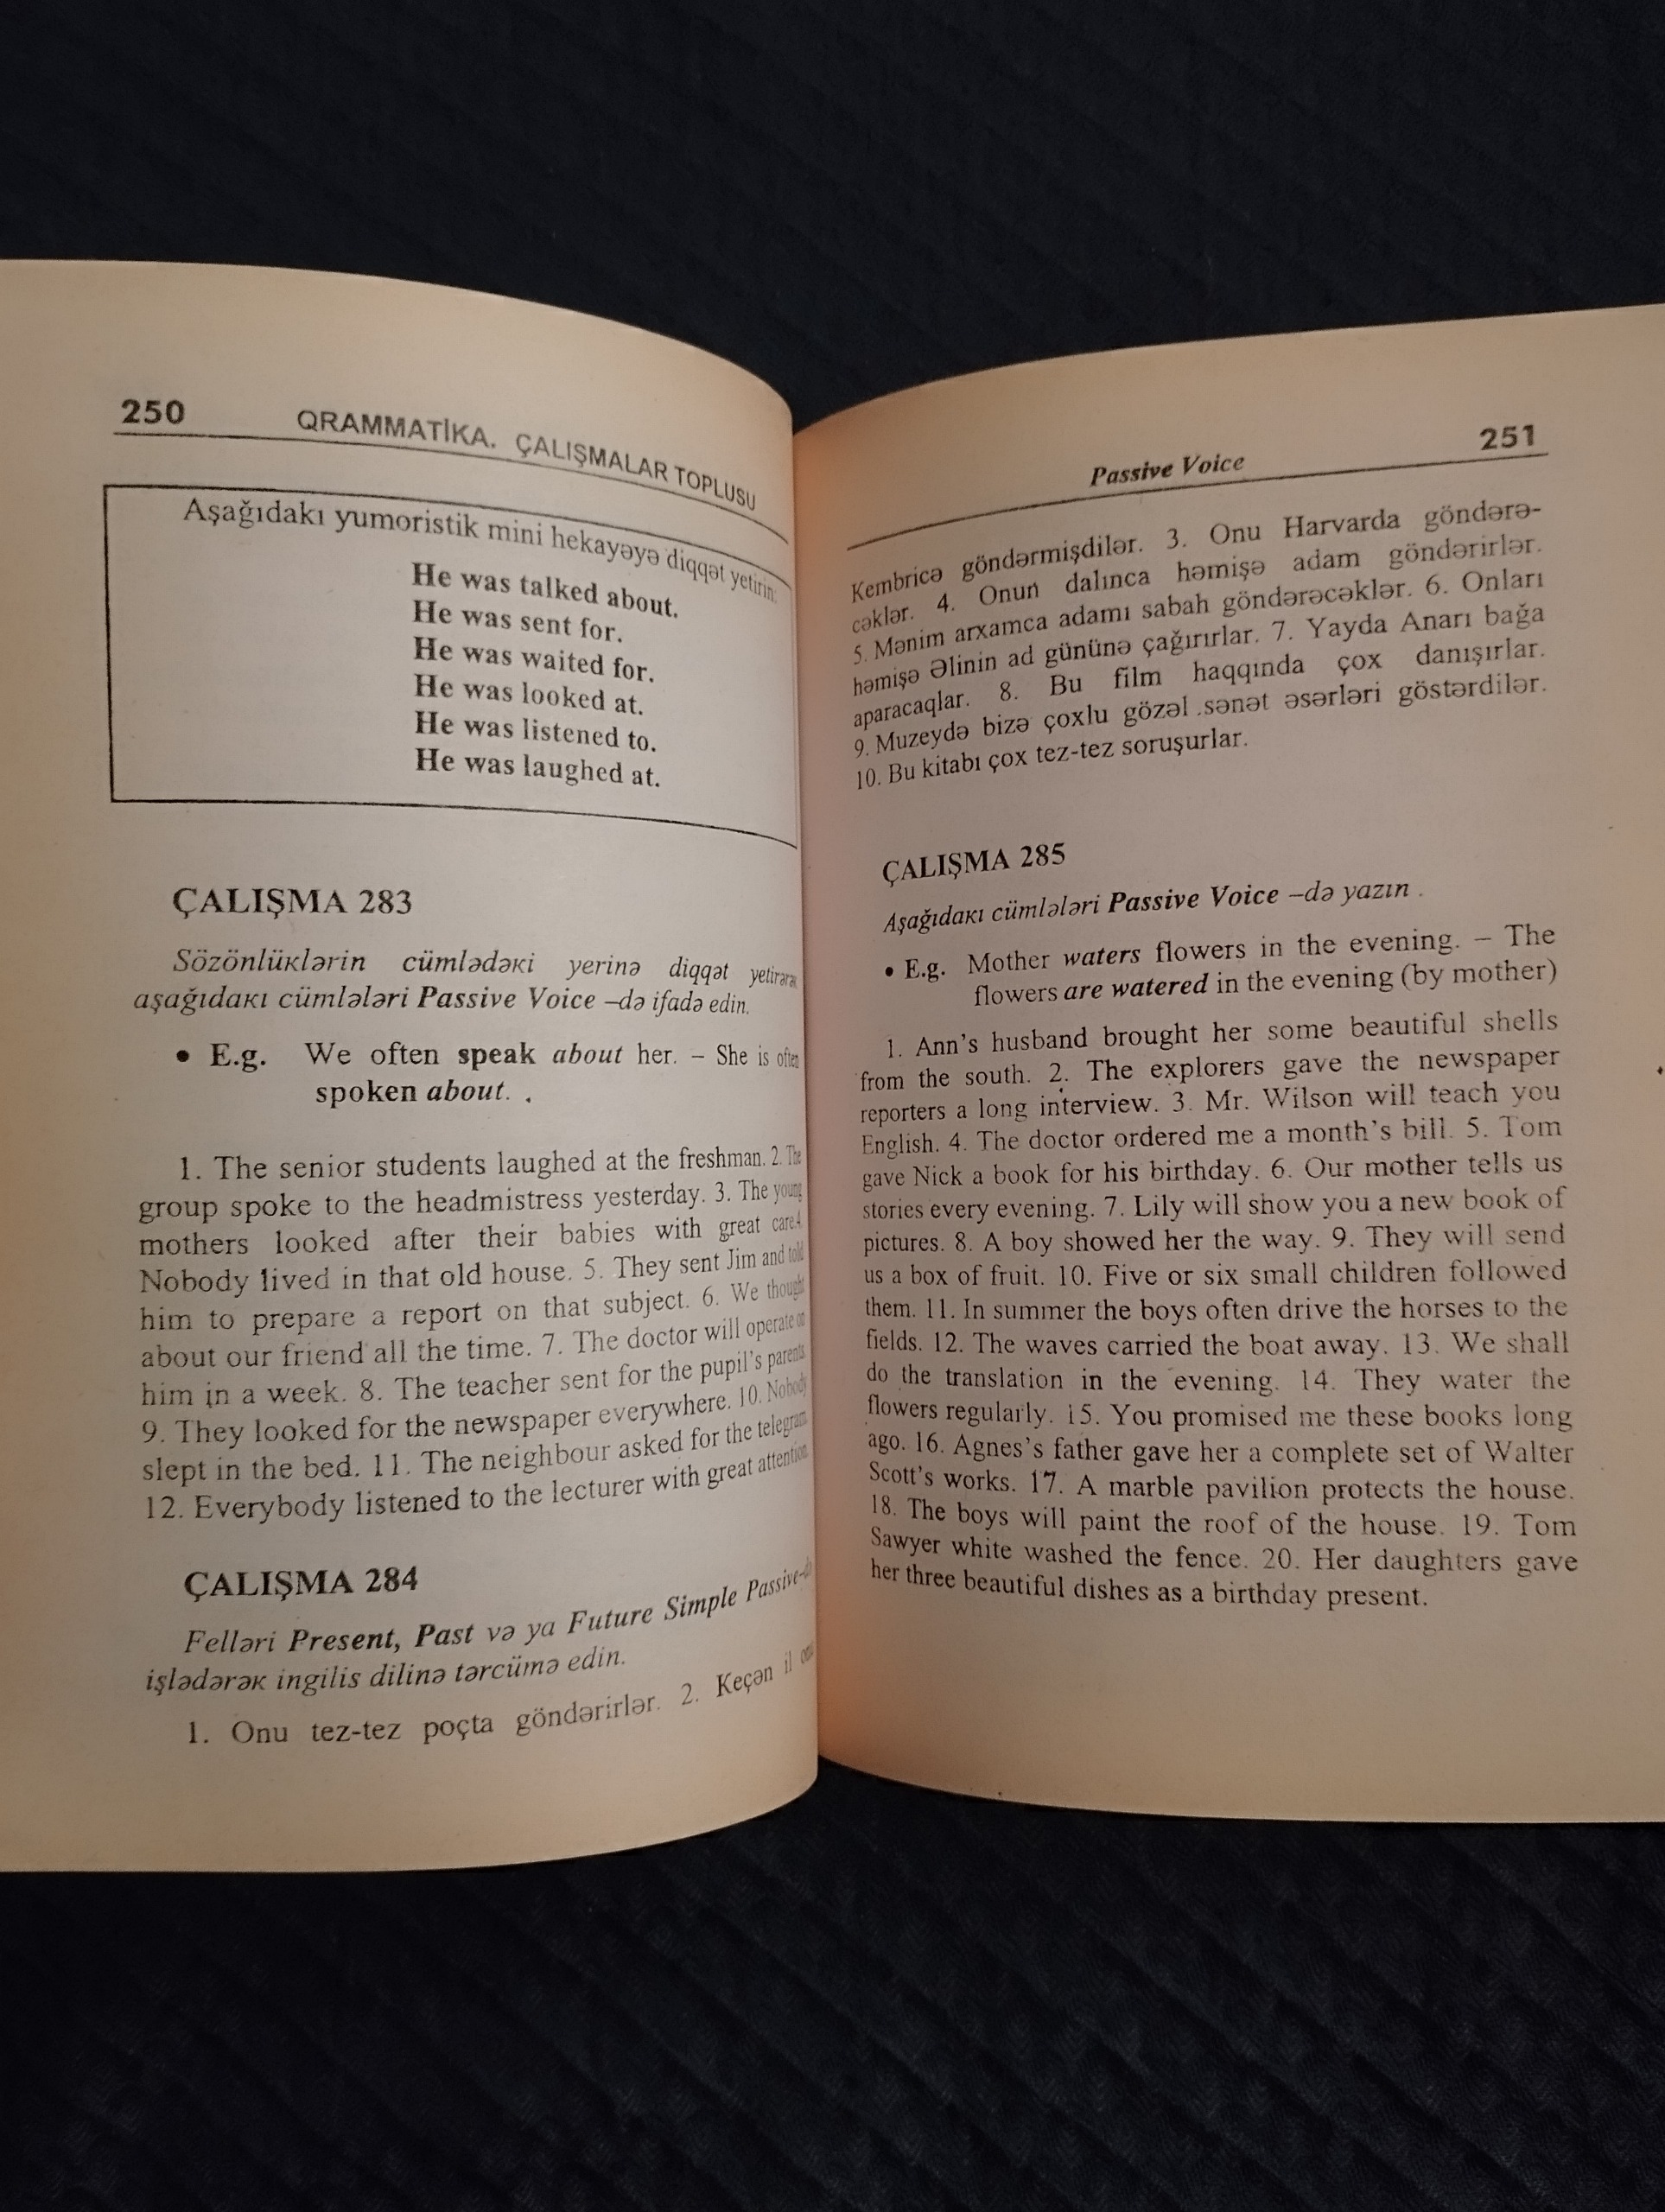 250 QRAMMATİKA. ÇALIŞMALAR TOPLUSU
Aşağıdakı yumoristik mini hekayəyə diqqət yetirin.
He was talked about.
He was sent for.
He was waited for.
He was looked at.
He was listened to.
He was laughed at.
ÇALIŞMA 283
Sözönlüklərin cümlədəki yerinə diqqət yetirərək
aşağıdakı cümlələri Passive Voice –də ifadə edin.
• E.g. We often speak about her. – She is often
spoken about.
1. The senior students laughed at the freshman. 2. The
group spoke to the headmistress yesterday. 3. The young
mothers looked after their babies with great care.4.
Nobody lived in that old house. 5. They sent Jim and told
him to prepare a report on that subject. 6. We thought
about our friend all the time. 7. The doctor will operate on
him in a week. 8. The teacher sent for the pupil's parents.
9. They looked for the newspaper everywhere. 10. Nobody
slept in the bed. 11. The neighbour asked for the telegram.
12. Everybody listened to the lecturer with great attention.
ÇALIŞMA 284
Felləri Present, Past və ya Future Simple Passive-də
işlədərək ingilis dilinə tərcümə edin.
1. Onu tez-tez poçta göndərirlər. 2. Keçən il onu
Passive Voice 251
Kembricə göndərmişdilər. 3. Onu Harvarda göndərə-
cəklər. 4. Onun dalınca həmişə adam göndərirlər.
5. Mənim arxamca adamı sabah göndərəcəklər. 6. Onları
həmişə Əlinin ad gününə çağırırlar. 7. Yayda Anarı bağa
aparacaqlar. 8. Bu film haqqında çox danışırlar.
9. Muzeydə bizə çoxlu gözəl sənət əsərləri göstərdilər.
10. Bu kitabı çox tez-tez soruşurlar.
ÇALIŞMA 285
Aşağıdakı cümlələri Passive Voice –də yazın .
• E.g. Mother waters flowers in the evening. – The
flowers are watered in the evening (by mother)
1. Ann's husband brought her some beautiful shells
from the south. 2. The explorers gave the newspaper
reporters a long interview. 3. Mr. Wilson will teach you
English. 4. The doctor ordered me a month's bill. 5. Tom
gave Nick a book for his birthday. 6. Our mother tells us
stories every evening. 7. Lily will show you a new book of
pictures. 8. A boy showed her the way. 9. They will send
us a box of fruit. 10. Five or six small children followed
them. 11. In summer the boys often drive the horses to the
fields. 12. The waves carried the boat away. 13. We shall
do the translation in the evening. 14. They water the
flowers regularly. 15. You promised me these books long
ago. 16. Agnes's father gave her a complete set of Walter
Scott's works. 17. A marble pavilion protects the house.
18. The boys will paint the roof of the house. 19. Tom
Sawyer white washed the fence. 20. Her daughters gave
her three beautiful dishes as a birthday present.